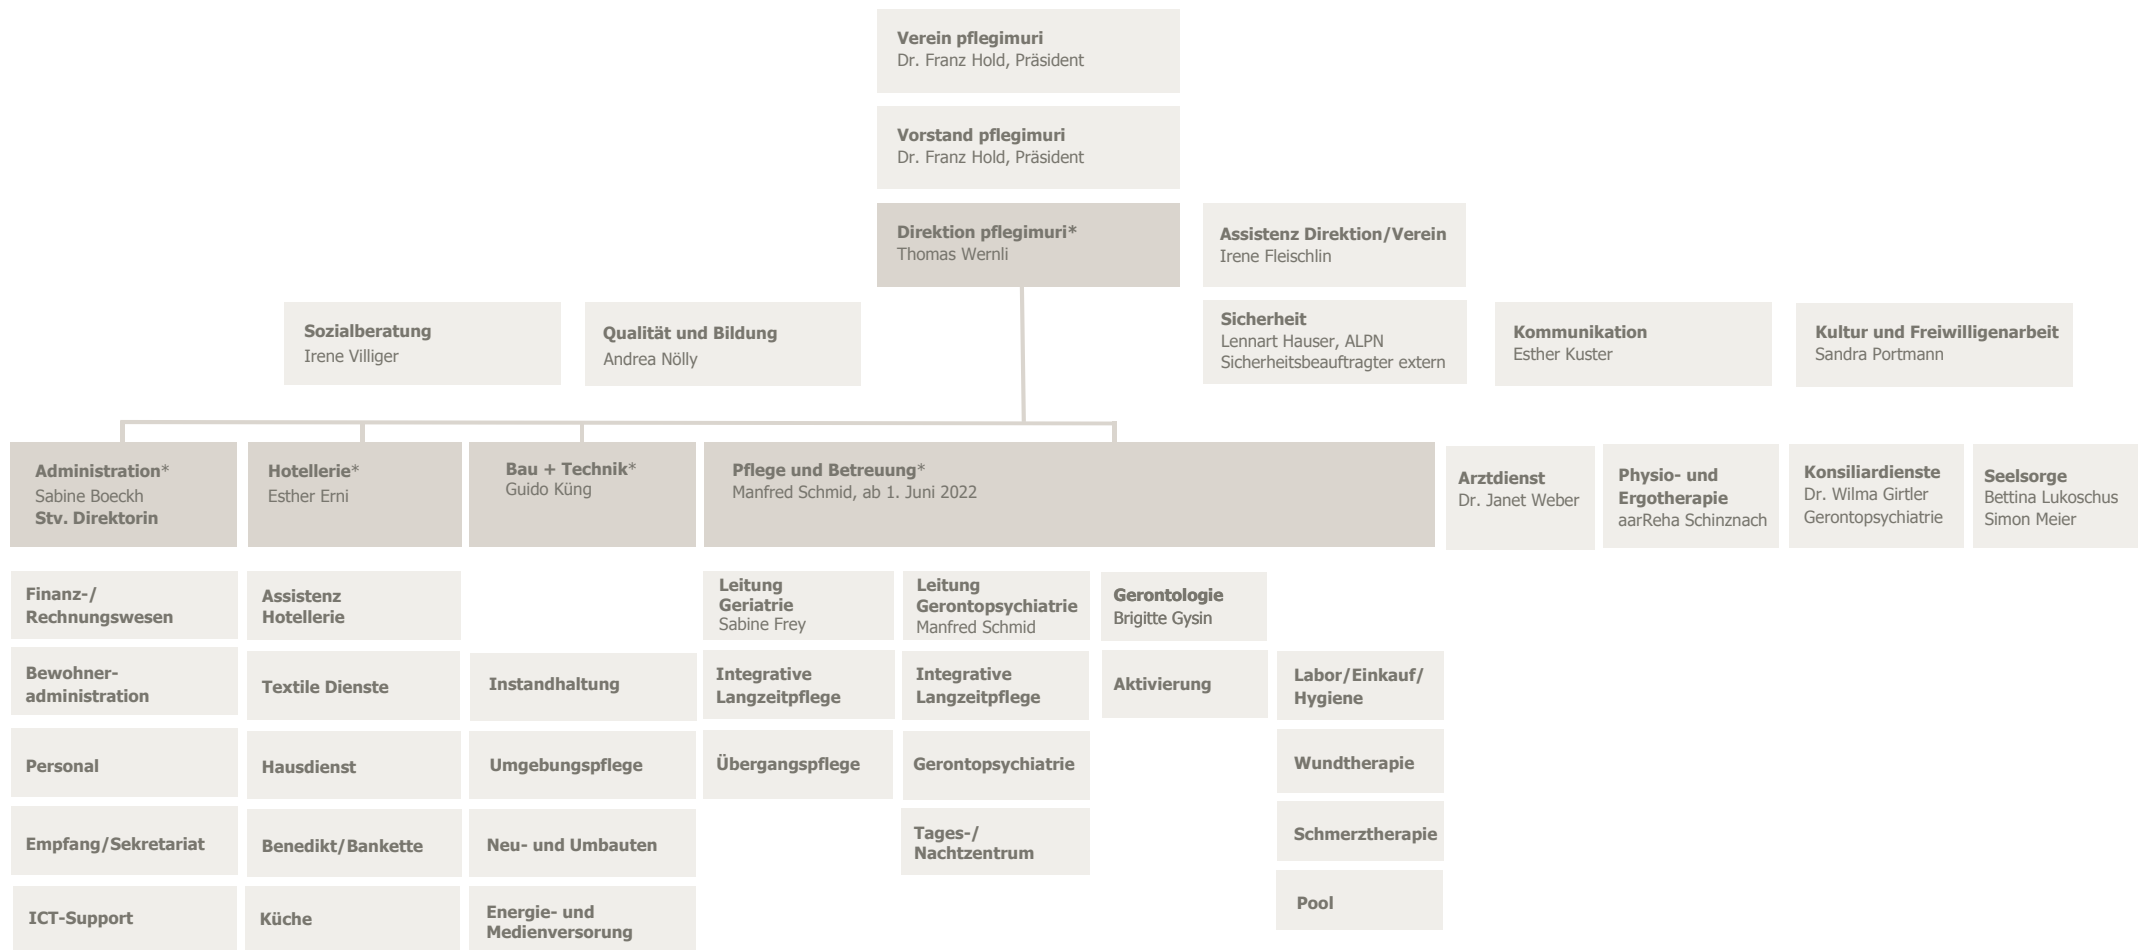 Verein pflegimuri
Dr. Franz Hold, Präsident
Vorstand pflegimuri
Dr. Franz Hold, Präsident
Direktion pflegimuri*
Thomas Wernli
Assistenz Direktion/Verein
Irene Fleischlin
Sozialberatung
Irene Villiger
Qualität und Bildung
Andrea Nölly
Sicherheit
Lennart Hauser, ALPN
Sicherheitsbeauftragter extern
Kommunikation
Esther Kuster
Kultur und Freiwilligenarbeit
Sandra Portmann
Administration*
Sabine Boeckh
Stv. Direktorin
Hotellerie*
Esther Erni
Bau + Technik*
Guido Küng
Pflege und Betreuung*
Manfred Schmid, ab 1. Juni 2022
Arztdienst
Dr. Janet Weber
Physio- und
Ergotherapie
aarReha Schinznach
Konsiliardienste
Dr. Wilma Girtler
Gerontopsychiatrie
Seelsorge
Bettina Lukoschus
Simon Meier
Finanz-/
Rechnungswesen
Assistenz
Hotellerie
Leitung
Geriatrie
Sabine Frey
Leitung
Gerontopsychiatrie
Manfred Schmid
Gerontologie
Brigitte Gysin
Bewohner-
administration
Textile Dienste
Instandhaltung
Integrative
Langzeitpflege
Integrative
Langzeitpflege
Aktivierung
Labor/Einkauf/
Hygiene
Personal
Hausdienst
Umgebungspflege
Übergangspflege
Gerontopsychiatrie
Wundtherapie
Empfang/Sekretariat
Benedikt/Bankette
Neu- und Umbauten
Tages-/
Nachtzentrum
Schmerztherapie
ICT-Support
Küche
Energie- und
Medienversorung
Pool